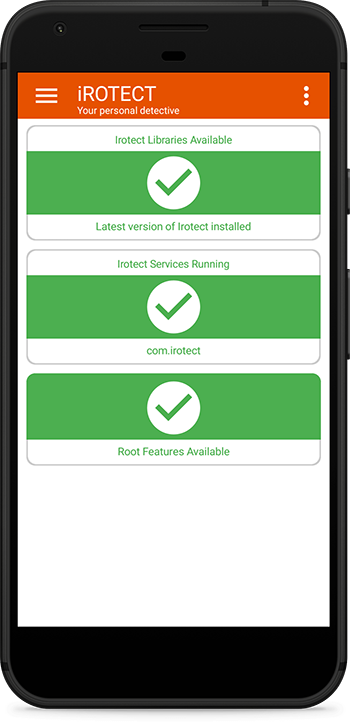 iROTECT
Your personal detective
Irotect Libraries Available
Latest version of Irotect installed
Irotect Services Running
com.irotect
Root Features Available